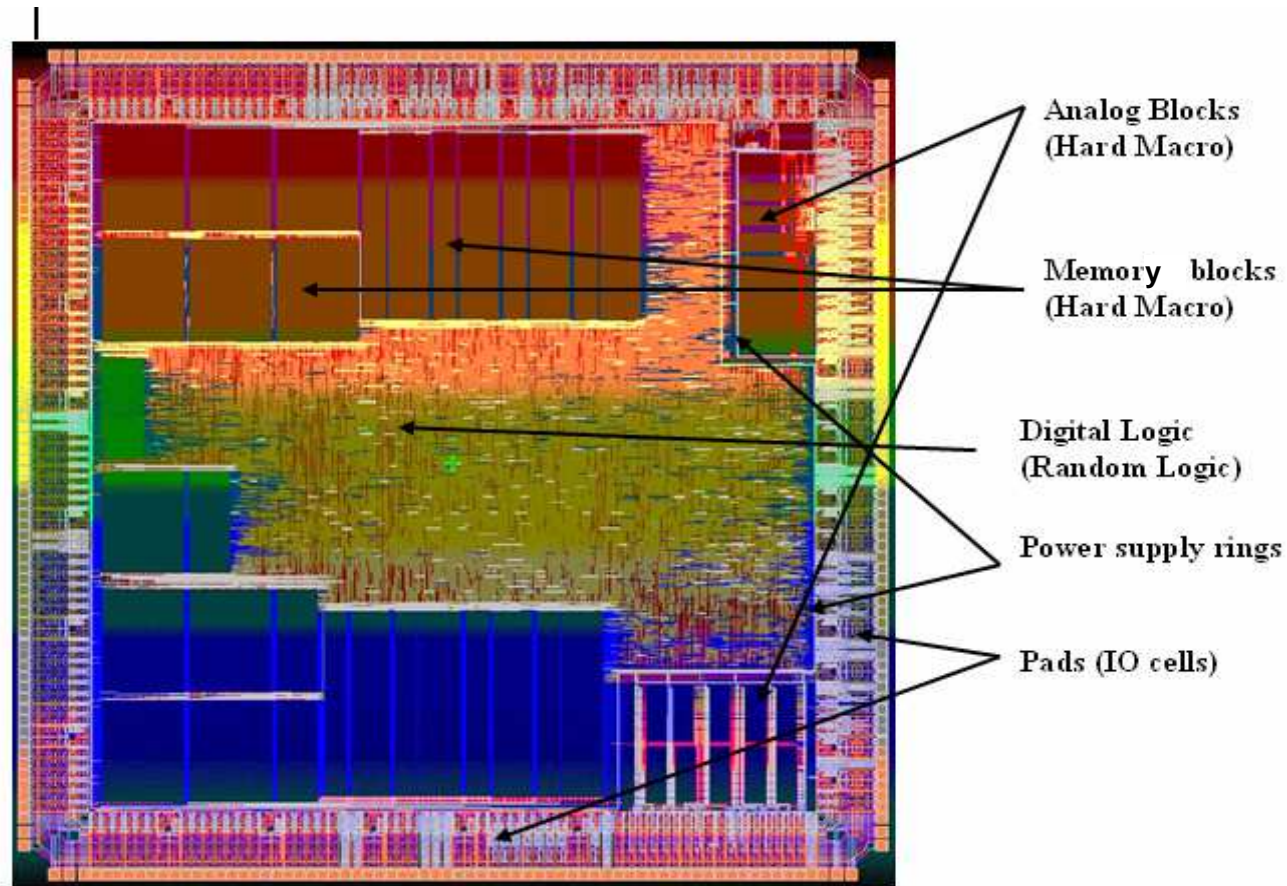 Analog Blocks
(Hard Macro)
Memory blocks
(Hard Macro)
Digital Logic
(Random Logic)
Power supply rings
Pads (IO cells)